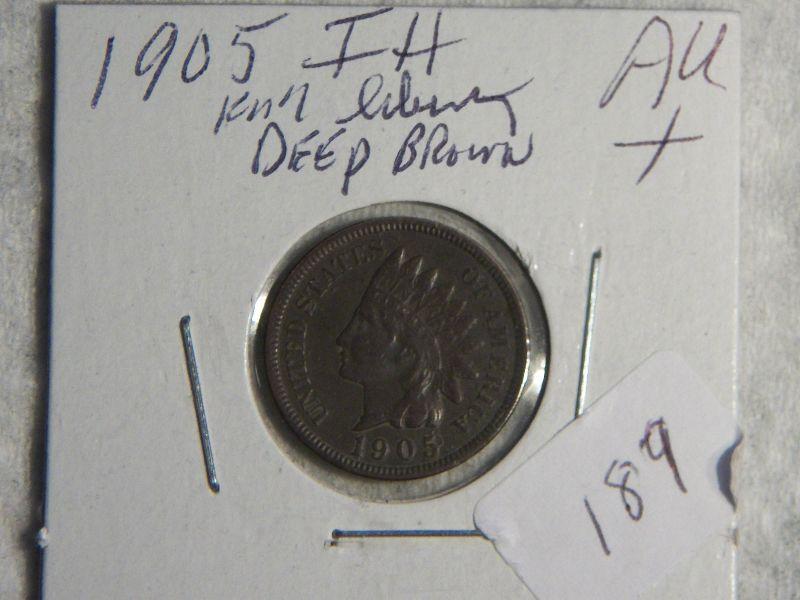 1905 IH
AU
Full liberty
+
DEEP BROWN
UNITED STATES OF AMERICA
1905
189